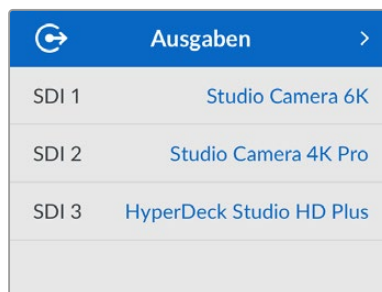 Ausgaben
SDI 1 Studio Camera 6K
SDI 2 Studio Camera 4K Pro
SDI 3 HyperDeck Studio HD Plus